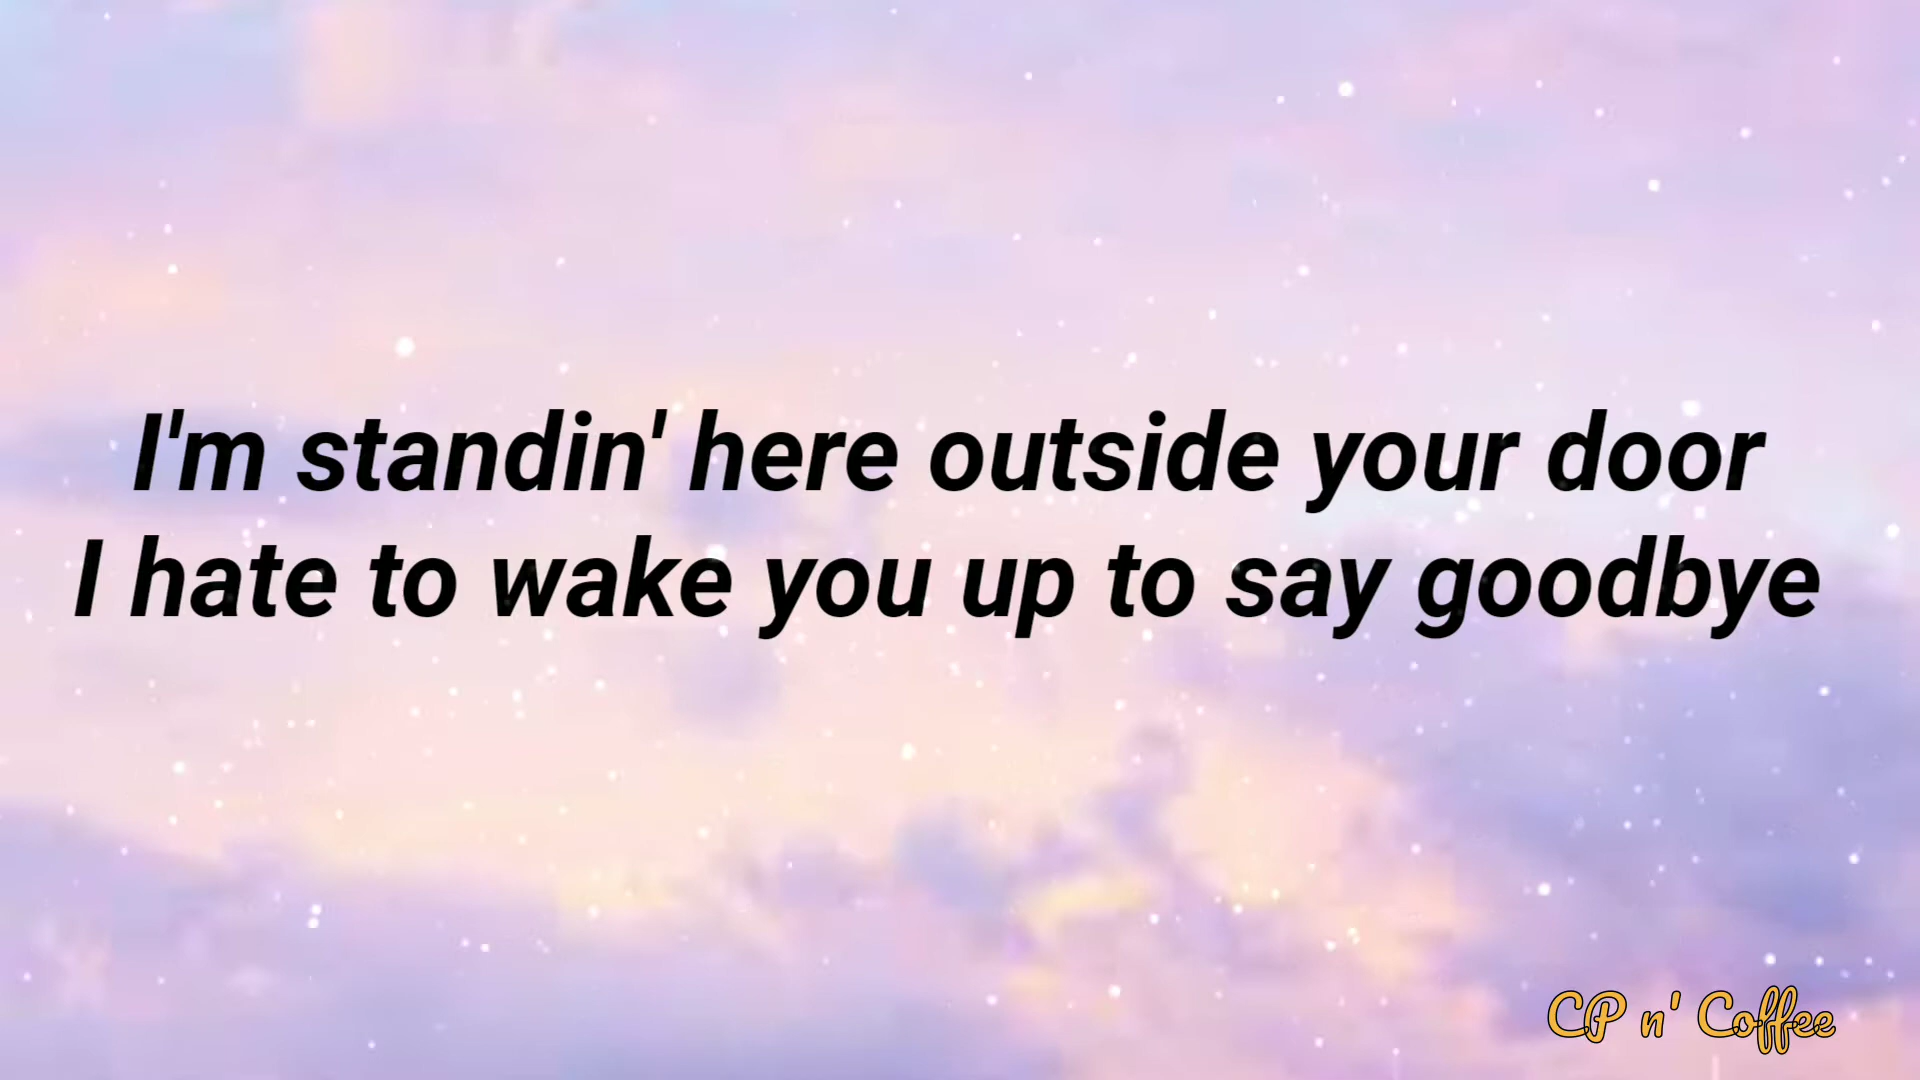 I'm standin' here outside your door
I hate to wake you up to say goodbye
CP n' Coffee